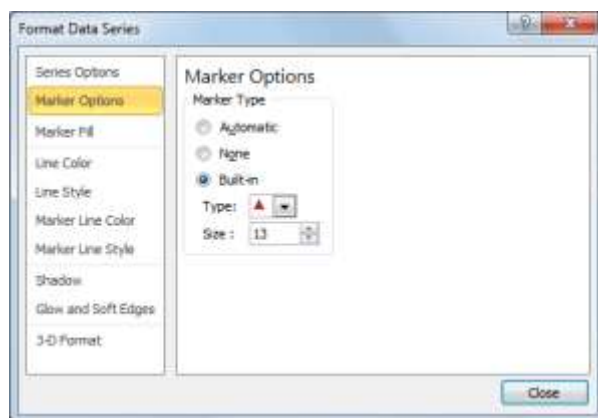 Format Data Series
Series Options
Marker Options
Marker Fill
Line Color
Line Style
Marker Line Color
Marker Line Style
Shadow
Glow and Soft Edges
3-D Format
Marker Options
Marker Type
Automatic
None
Built-in
Type:
Size : 13
Close